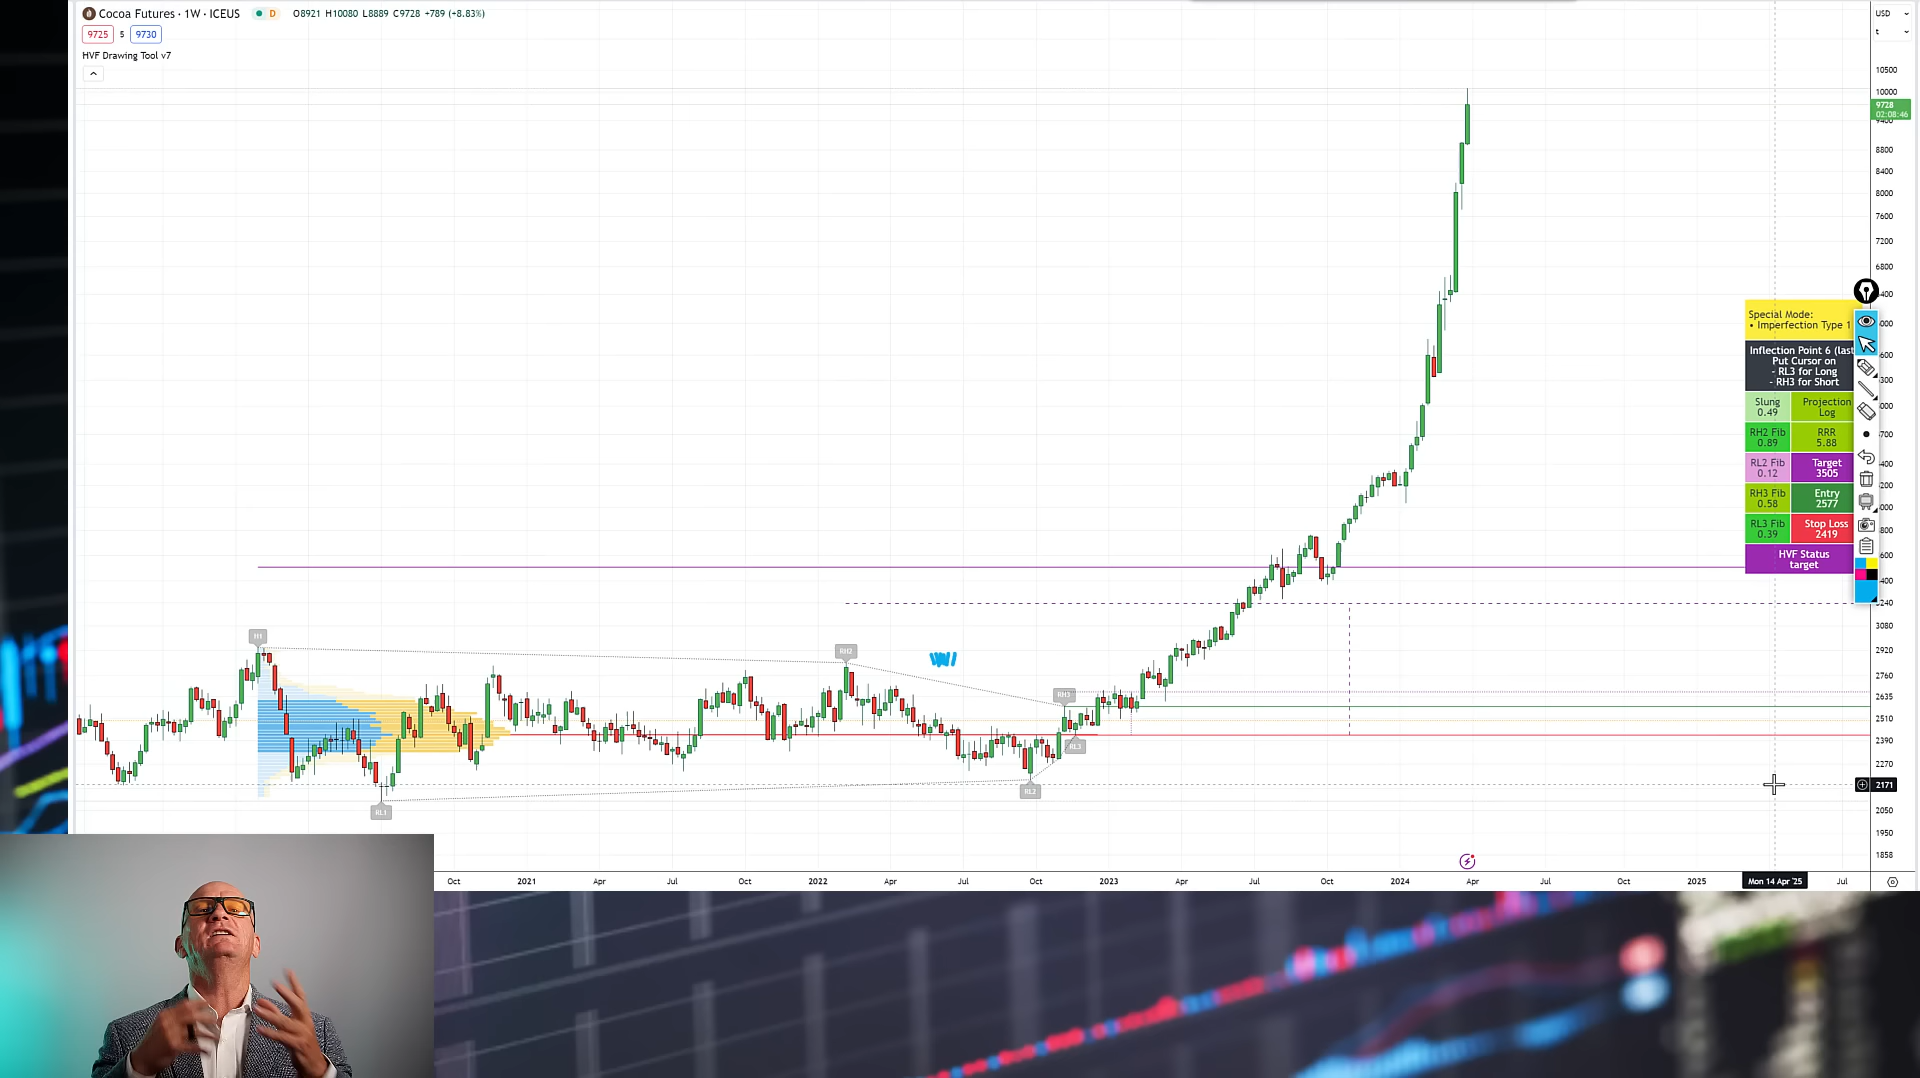 Cocoa Futures · 1W · ICEUS D O8921 H10080 L8889 C9728 +789 (+8.83%)
9725 5 9730
HVF Drawing Tool v7
USD
t
10500
10000
9728
02:08:46
9400
8800
8400
8000
7600
7200
6800
Special Mode:
• Imperfection Type 1
Inflection Point 6 (last
Put Cursor on
- RL3 for Long
- RH3 for Short
Slung
0.49
Projection
Log
RH2 Fib
0.89
RRR
5.88
RL2 Fib
0.12
Target
3505
RH3 Fib
0.58
Entry
2577
RL3 Fib
0.39
Stop Loss
2419
HVF Status
target
3080
2920
2760
2635
2510
2390
2270
2171
2050
1950
1858
RH2
RH3
RL3
RL2
RL1
Oct 2021 Apr Jul Oct 2022 Apr Jul Oct 2023 Apr Jul Oct 2024 Apr Jul Oct 2025 Mon 14 Apr '25 Jul